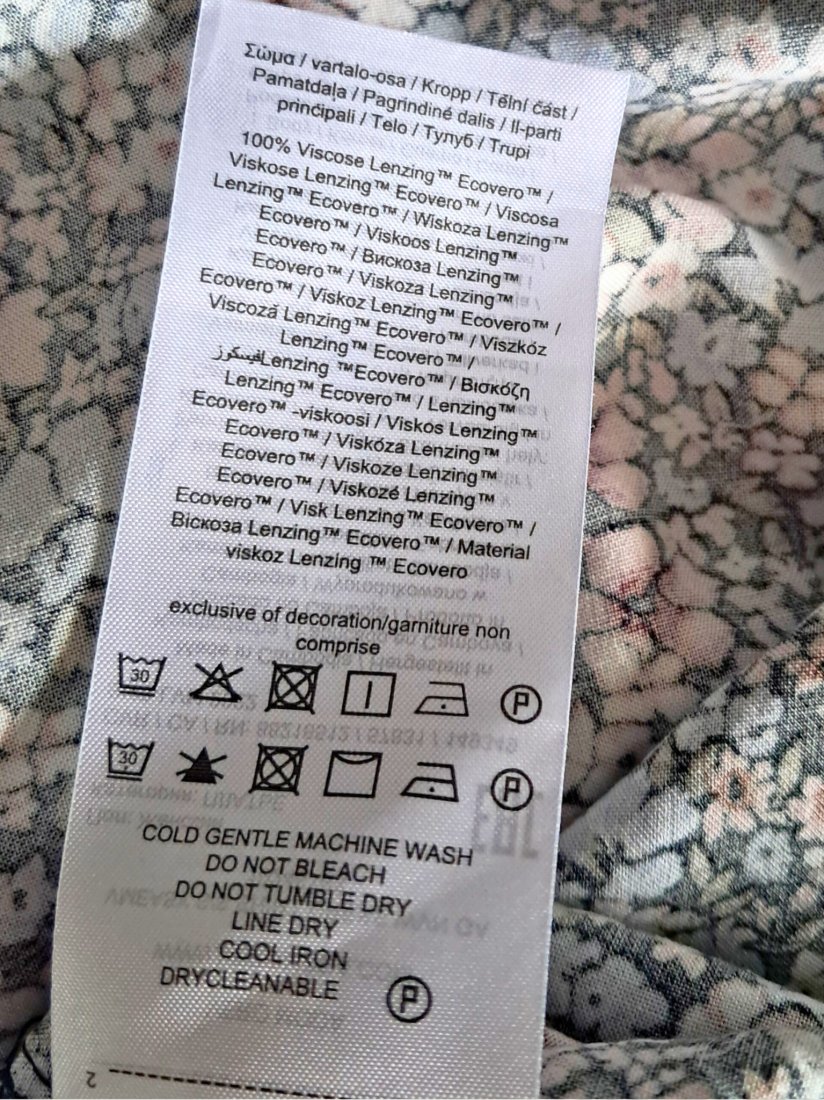 Σώμα / vartalo-osa / Kropp / Tělní část /
Pamatdaļa / Pagrindinė dalis / Il-parti
prinċipali / Telo / Тулуб / Trupi
100% Viscose Lenzing™ Ecovero™ /
Viskose Lenzing™ Ecovero™ / Viscosa
Lenzing™ Ecovero™ / Wiskoza Lenzing™
Ecovero™ / Viskoos Lenzing™
Ecovero™ / Вискоза Lenzing™
Ecovero™ / Viskoza Lenzing™
Ecovero™ / Viskoz Lenzing™ Ecovero™ /
Viscoză Lenzing™ Ecovero™ / Viszkóz
Lenzing™ Ecovero™ /
فيسكوزLenzing ™Ecovero™ / Βισκόζη
Lenzing™ Ecovero™ / Lenzing™
Ecovero™ -viskoosi / Viskos Lenzing™
Ecovero™ / Viskóza Lenzing™
Ecovero™ / Viskoze Lenzing™
Ecovero™ / Viskozė Lenzing™
Ecovero™ / Visk Lenzing™ Ecovero™ /
Віскоза Lenzing™ Ecovero™ / Material
viskoz Lenzing ™ Ecovero
exclusive of decoration/garniture non
comprise
30 P
30 P
COLD GENTLE MACHINE WASH
DO NOT BLEACH
DO NOT TUMBLE DRY
LINE DRY
COOL IRON
DRYCLEANABLE P
2